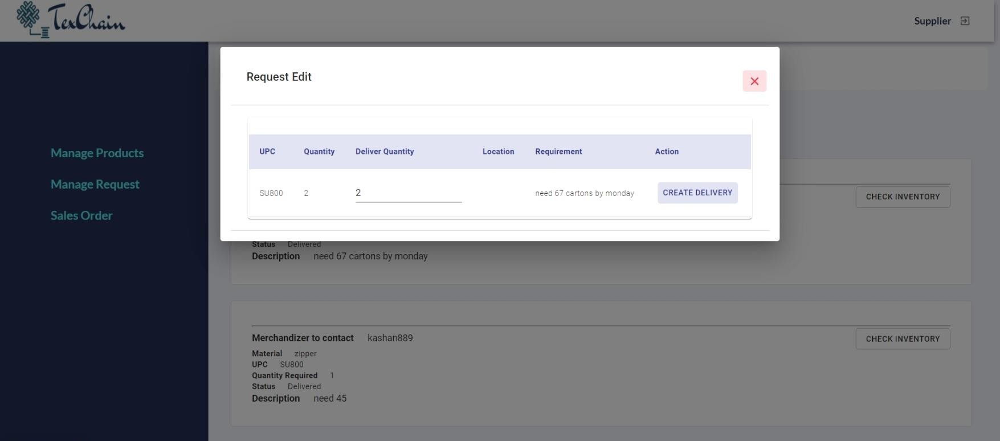 TexChain
Supplier
Request Edit
UPC Quantity Deliver Quantity Location Requirement Action
SU800 2 2 need 67 cartons by monday CREATE DELIVERY
Manage Products
Manage Request
Sales Order
CHECK INVENTORY
Status Delivered
Description need 67 cartons by monday
Merchandizer to contact kashan889
CHECK INVENTORY
Material zipper
UPC SU800
Quantity Required 1
Status Delivered
Description need 45